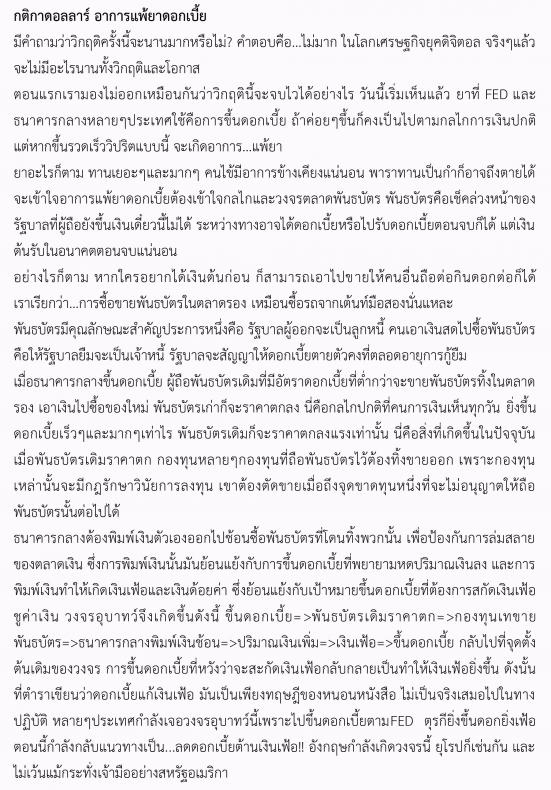 กติกาดอลลาร์ อาการแพ้ยาดอกเบี้ย
มีคำถามว่าวิกฤติครั้งนี้จะนานมากหรือไม่? คำตอบคือ...ไม่มาก ในโลกเศรษฐกิจยุคดิจิตอล จริงๆแล้ว
จะไม่มีอะไรนานทั้งวิกฤติและโอกาส
ตอนแรกเรามองไม่ออกเหมือนกันว่าวิกฤตินี้จะจบไวได้อย่างไร วันนี้เริ่มเห็นแล้ว ยาที่ FED และ
ธนาคารกลางหลายๆประเทศใช้คือการขึ้นดอกเบี้ย ถ้าค่อยๆขึ้นก็คงเป็นไปตามกลไกการเงินปกติ
แต่หากขึ้นรวดเร็ววิปริตแบบนี้ จะเกิดอาการ...แพ้ยา
ยาอะไรก็ตาม ทานเยอะๆและมากๆ คนไข้มีอาการข้างเคียงแน่นอน พาราทานเป็นกำก็อาจถึงตายได้
จะเข้าใจอาการแพ้ยาดอกเบี้ยต้องเข้าใจกลไกและวงจรตลาดพันธบัตร พันธบัตรคือเช็คล่วงหน้าของ
รัฐบาลที่ผู้ถือยังขึ้นเงินเดี๋ยวนี้ไม่ได้ ระหว่างทางอาจได้ดอกเบี้ยหรือไปรับดอกเบี้ยตอนจบก็ได้ แต่เงิน
ต้นรับในอนาคตตอนจบแน่นอน
อย่างไรก็ตาม หากใครอยากได้เงินต้นก่อน ก็สามารถเอาไปขายให้คนอื่นถือต่อกินดอกต่อก็ได้
เราเรียกว่า...การซื้อขายพันธบัตรในตลาดรอง เหมือนซื้อรถจากเต้นท์มือสองนั่นแหละ
พันธบัตรมีคุณลักษณะสำคัญประการหนึ่งคือ รัฐบาลผู้ออกจะเป็นลูกหนี้ คนเอาเงินสดไปซื้อพันธบัตร
คือให้รัฐบาลยืมจะเป็นเจ้าหนี้ รัฐบาลจะสัญญาให้ดอกเบี้ยตายตัวคงที่ตลอดอายุการกู้ยืม
เมื่อธนาคารกลางขึ้นดอกเบี้ย ผู้ถือพันธบัตรเดิมที่มีอัตราดอกเบี้ยที่ต่ำกว่าจะขายพันธบัตรทิ้งในตลาด
รอง เอาเงินไปซื้อของใหม่ พันธบัตรเก่าก็จะราคาตกลง นี่คือกลไกปกติที่คนการเงินเห็นทุกวัน ยิ่งขึ้น
ดอกเบี้ยเร็วๆและมากๆเท่าไร พันธบัตรเดิมก็จะราคาตกลงแรงเท่านั้น นี่คือสิ่งที่เกิดขึ้นในปัจจุบัน
เมื่อพันธบัตรเดิมราคาตก กองทุนหลายๆกองทุนที่ถือพันธบัตรไว้ต้องทิ้งขายออก เพราะกองทุน
เหล่านั้นจะมีกฎรักษาวินัยการลงทุน เขาต้องตัดขายเมื่อถึงจุดขาดทุนหนึ่งที่จะไม่อนุญาตให้ถือ
พันธบัตรนั้นต่อไปได้
ธนาคารกลางต้องพิมพ์เงินตัวเองออกไปช้อนซื้อพันธบัตรที่โดนทิ้งพวกนั้น เพื่อป้องกันการล่มสลาย
ของตลาดเงิน ซึ่งการพิมพ์เงินนั้นมันย้อนแย้งกับการขึ้นดอกเบี้ยที่พยายามหดปริมาณเงินลง และการ
พิมพ์เงินทำให้เกิดเงินเฟ้อและเงินด้อยค่า ซึ่งย้อนแย้งกับเป้าหมายขึ้นดอกเบี้ยที่ต้องการสกัดเงินเฟ้อ
ชูค่าเงิน วงจรอุบาทว์จึงเกิดขึ้นดังนี้ ขึ้นดอกเบี้ย=>พันธบัตรเดิมราคาตก=>กองทุนเทขาย
พันธบัตร=>ธนาคารกลางพิมพ์เงินช้อน=>ปริมาณเงินเพิ่ม=>เงินเฟ้อ=>ขึ้นดอกเบี้ย กลับไปที่จุดตั้ง
ต้นเดิมของวงจร การขึ้นดอกเบี้ยที่หวังว่าจะสะกัดเงินเฟ้อกลับกลายเป็นทำให้เงินเฟ้อยิ่งขึ้น ดังนั้น
ที่ตำราเขียนว่าดอกเบี้ยแก้เงินเฟ้อ มันเป็นเพียงทฤษฎีของหนอนหนังสือ ไม่เป็นจริงเสมอไปในทาง
ปฏิบัติ หลายๆประเทศกำลังเจอวงจรอุบาทว์นี้เพราะไปขึ้นดอกเบี้ยตามFED ตุรกียิ่งขึ้นดอกยิ่งเฟ้อ
ตอนนี้กำลังกลับแนวทางเป็น...ลดดอกเบี้ยต้านเงินเฟ้อ!! อังกฤษกำลังเกิดวงจรนี้ ยุโรปก็เช่นกัน และ
ไม่เว้นแม้กระทั่งเจ้ามืออย่างสหรัฐอเมริกา